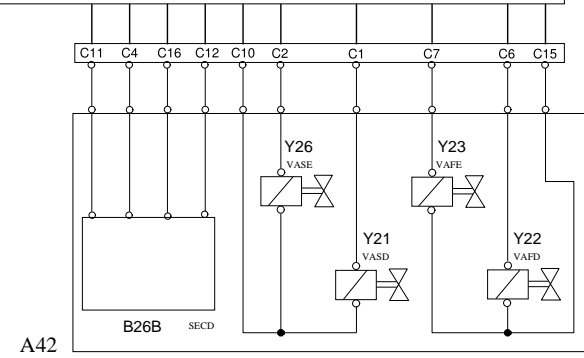 C11 C4 C16 C12 C10 C2 C1 C7 C6 C15
Y26
VASE
Y23
VAFE
Y21
VASD
Y22
VAFD
B26B SECD
A42